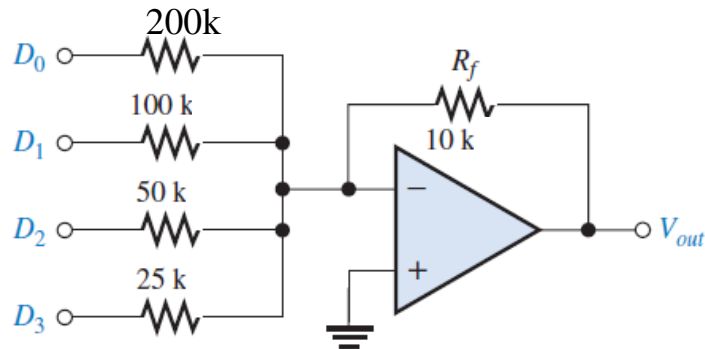 200k
D₀
R_f
100 k
D₁
10 k
50 k
−
D₂
V_out
25 k
+
D₃